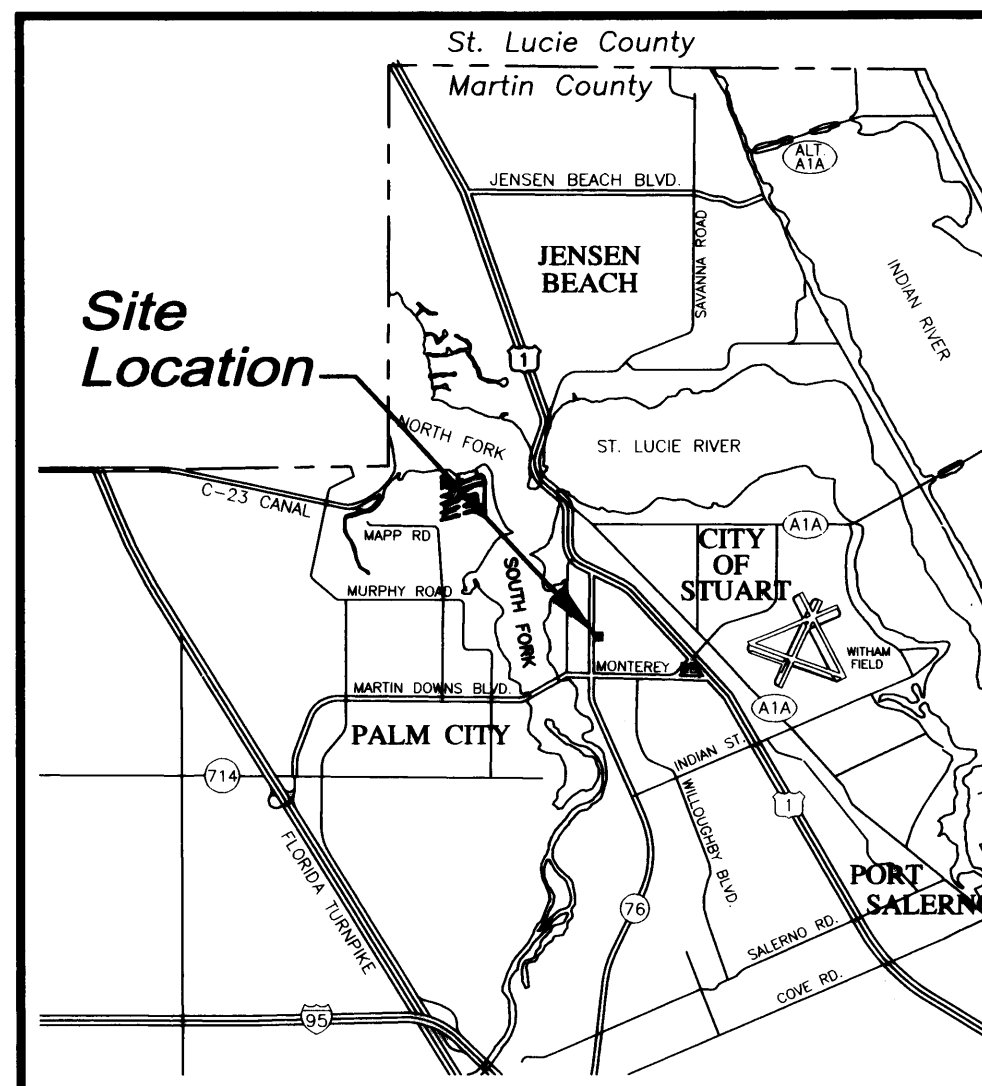 St. Lucie County
Martin County
ALT.
A1A
JENSEN BEACH BLVD.
SAVANNA ROAD
JENSEN
BEACH
INDIAN RIVER
Site
Location
1
NORTH FORK
ST. LUCIE RIVER
C-23 CANAL
A1A
MAPP RD
CITY
OF
STUART
SOUTH FORK
MURPHY ROAD
MONTEREY
WITHAM
FIELD
MARTIN DOWNS BLVD.
A1A
PALM CITY
INDIAN ST.
714
WILLOUGHBY BLVD.
1
FLORIDA TURNPIKE
PORT
SALERNO
76
SALERNO RD.
COVE RD.
95